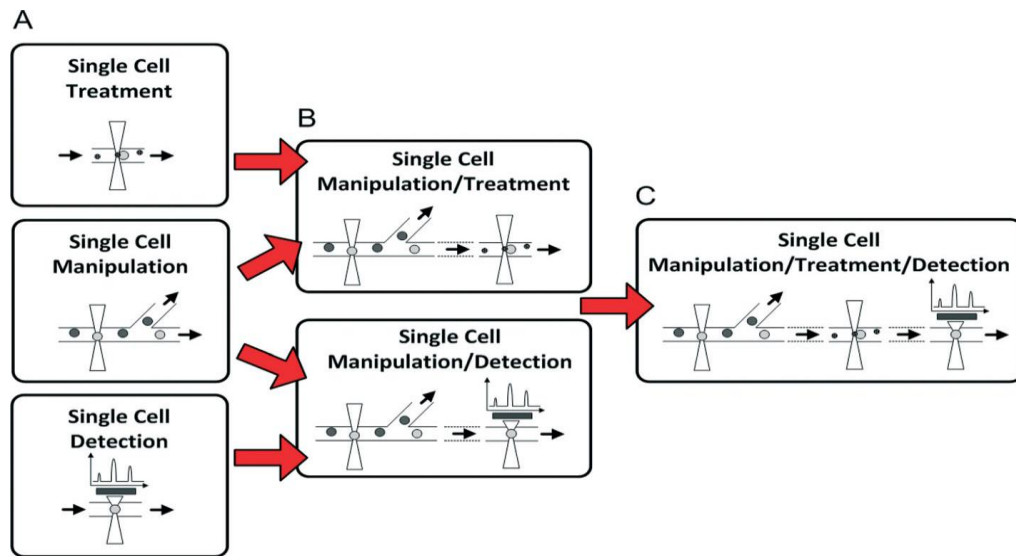 A
Single Cell
Treatment
Single Cell
Manipulation
Single Cell
Detection
B
Single Cell
Manipulation/Treatment
Single Cell
Manipulation/Detection
C
Single Cell
Manipulation/Treatment/Detection